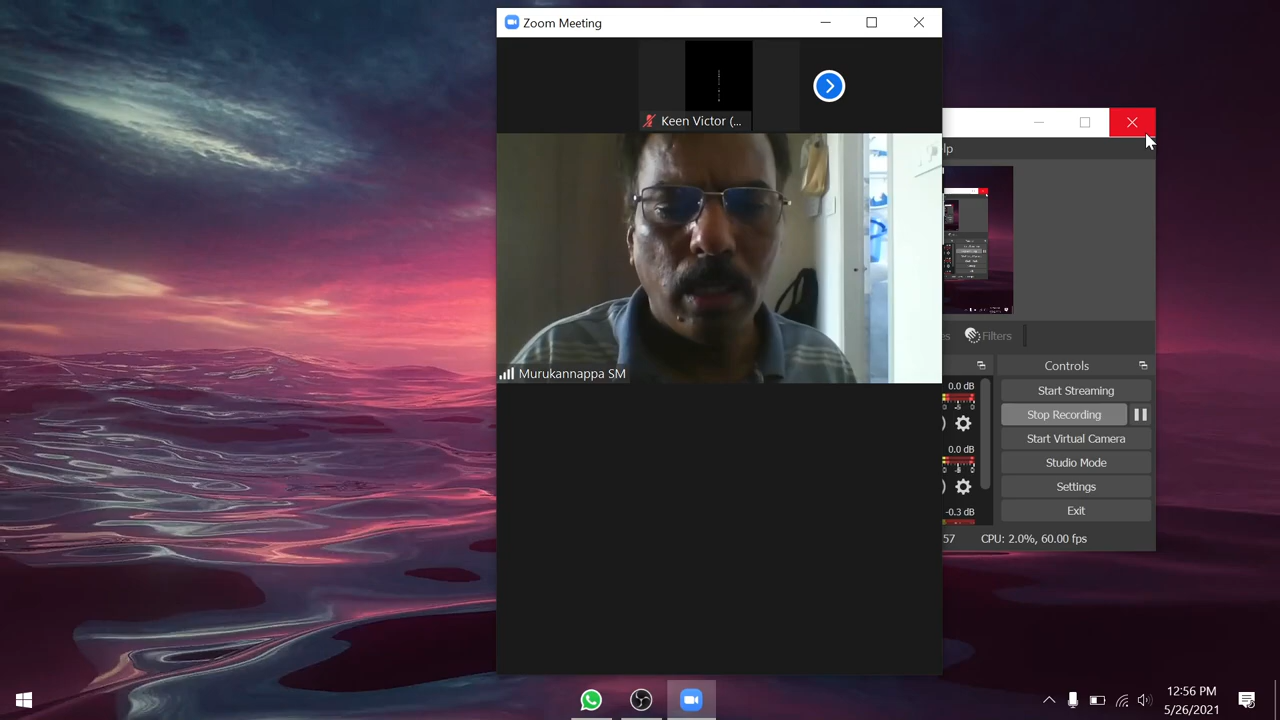 Zoom Meeting
Keen Victor (...
Murukannappa SM
lp
es
Filters
Controls
0.0 dB
Start Streaming
Stop Recording
Start Virtual Camera
0.0 dB
Studio Mode
Settings
-0.3 dB
Exit
57
CPU: 2.0%, 60.00 fps
12:56 PM
5/26/2021